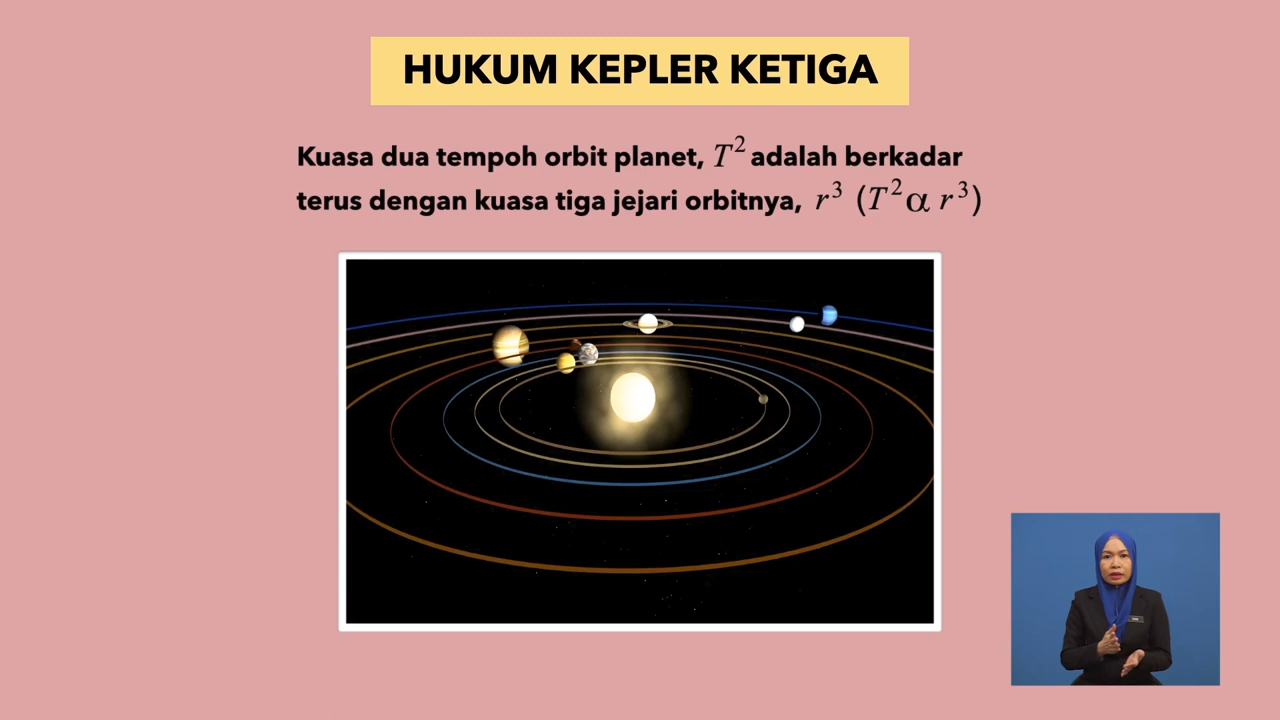 HUKUM KEPLER KETIGA
Kuasa dua tempoh orbit planet, T² adalah berkadar
terus dengan kuasa tiga jejari orbitnya, r³ (T² α r³)